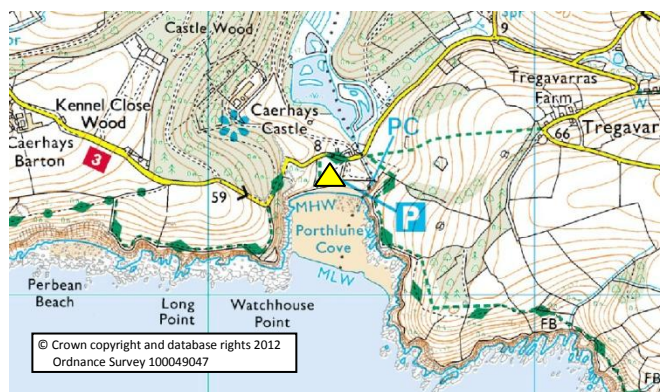 Castle Wood
Spr
9
Tregavarras
Farm
W
Kennel Close
Wood
Caerhays
Castle
8
PC
66
Tregavar
Caerhays
Barton
3
59
MHW
P
Porthluney
Cove
MLW
Perbean
Beach
Long
Point
Watchhouse
Point
FB
FB
© Crown copyright and database rights 2012
Ordnance Survey 100049047